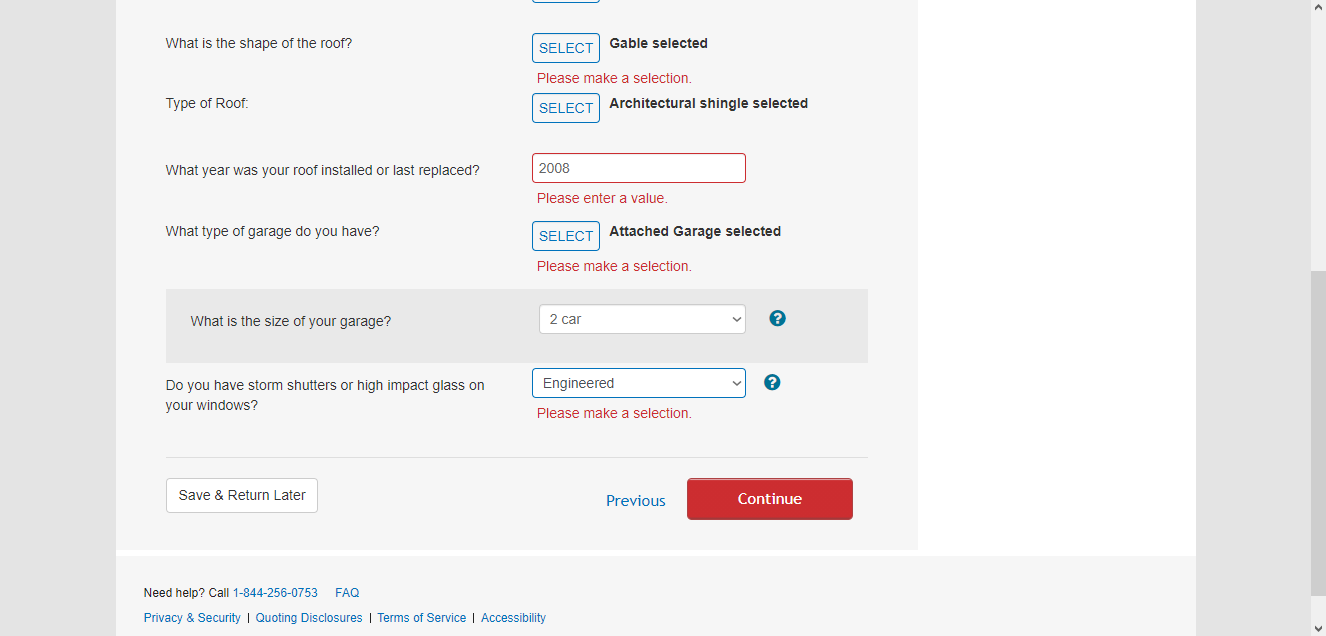 What is the shape of the roof?
SELECT Gable selected
Please make a selection.
Type of Roof:
SELECT Architectural shingle selected
What year was your roof installed or last replaced?
2008
Please enter a value.
What type of garage do you have?
SELECT Attached Garage selected
Please make a selection.
What is the size of your garage?
2 car
?
Do you have storm shutters or high impact glass on
your windows?
Engineered
?
Please make a selection.
Save & Return Later
Previous
Continue
Need help? Call 1-844-256-0753 FAQ
Privacy & Security | Quoting Disclosures | Terms of Service | Accessibility